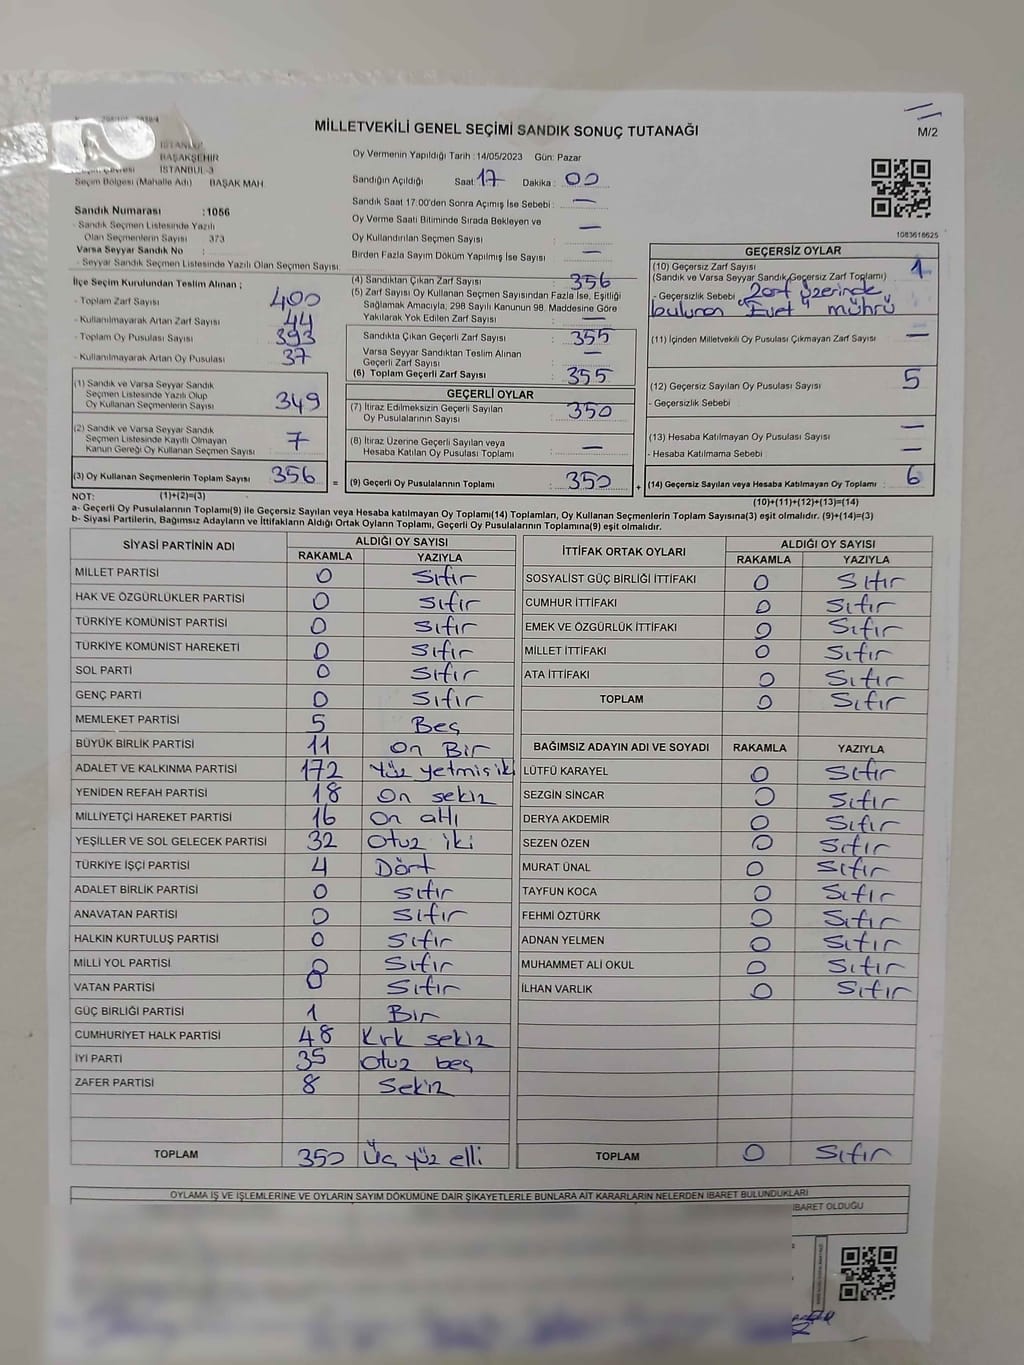 MİLLETVEKİLİ GENEL SEÇİMİ SANDIK SONUÇ TUTANAĞI
M/2
BAŞAKŞEHİR
İSTANBUL-3
Seçim Bölgesi (Mahalle Adı) BAŞAK MAH.
Sandık Numarası :1056
- Sandık Seçmen Listesinde Yazılı
Olan Seçmenlerin Sayısı 373
Varsa Seyyar Sandık No :
- Seyyar Sandık Seçmen Listesinde Yazılı Olan Seçmen Sayısı:
Oy Vermenin Yapıldığı Tarih : 14/05/2023 Gün: Pazar
Sandığın Açıldığı Saat: 17 Dakika : 00
Sandık Saat 17:00'den Sonra Açımış İse Sebebi : —
Oy Verme Saati Bitiminde Sırada Bekleyen ve
Oy Kullandırılan Seçmen Sayısı : —
Birden Fazla Sayım Döküm Yapılmış İse Sayısı : —
1083618625
İlçe Seçim Kurulundan Teslim Alınan ;
- Toplam Zarf Sayısı : 400
- Kullanılmayarak Artan Zarf Sayısı : 44
- Toplam Oy Pusulası Sayısı : 393
- Kullanılmayarak Artan Oy Pusulası : 37
(1) Sandık ve Varsa Seyyar Sandık
Seçmen Listesinde Yazılı Olup
Oy Kullanan Seçmenlerin Sayısı : 349
(2) Sandık ve Varsa Seyyar Sandık
Seçmen Listesinde Kayıtlı Olmayan
Kanun Gereği Oy Kullanan Seçmen Sayısı : 7
(3) Oy Kullanan Seçmenlerin Toplam Sayısı : 356
(4) Sandıktan Çıkan Zarf Sayısı : 356
(5) Zarf Sayısı Oy Kullanan Seçmen Sayısından Fazla İse, Eşitliği
Sağlamak Amacıyla, 298 Sayılı Kanunun 98. Maddesine Göre
Yakılarak Yok Edilen Zarf Sayısı : —
Sandıkta Çıkan Geçerli Zarf Sayısı : 355
Varsa Seyyar Sandıktan Teslim Alınan
Geçerli Zarf Sayısı : —
(6) Toplam Geçerli Zarf Sayısı : 355
GEÇERLİ OYLAR
(7) İtiraz Edilmeksizin Geçerli Sayılan
Oy Pusulalarının Sayısı : 350
(8) İtiraz Üzerine Geçerli Sayılan veya
Hesaba Katılan Oy Pusulası Toplamı : —
= (9) Geçerli Oy Pusulalarının Toplamı : 350
GEÇERSİZ OYLAR
(10) Geçersiz Zarf Sayısı : 1
(Sandık ve Varsa Seyyar Sandık Geçersiz Zarf Toplamı)
- Geçersizlik Sebebi : Zarf üzerinde
bulunan "Evet" mührü
(11) İçinden Milletvekili Oy Pusulası Çıkmayan Zarf Sayısı : —
(12) Geçersiz Sayılan Oy Pusulası Sayısı : 5
- Geçersizlik Sebebi :
(13) Hesaba Katılmayan Oy Pusulası Sayısı : —
- Hesaba Katılmama Sebebi : —
+ (14) Geçersiz Sayılan veya Hesaba Katılmayan Oy Toplamı : 6
NOT: (1)+(2)=(3) (10)+(11)+(12)+(13)=(14)
a- Geçerli Oy Pusulalarının Toplamı(9) ile Geçersiz Sayılan veya Hesaba katılmayan Oy Toplamı(14) Toplamları, Oy Kullanan Seçmenlerin Toplam Sayısına(3) eşit olmalıdır. (9)+(14)=(3)
b- Siyasi Partilerin, Bağımsız Adayların ve İttifakların Aldığı Ortak Oyların Toplamı, Geçerli Oy Pusulalarının Toplamına(9) eşit olmalıdır.
SİYASİ PARTİNİN ADI ALDIĞI OY SAYISI
RAKAMLA YAZIYLA
MİLLET PARTİSİ 0 Sıfır
HAK VE ÖZGÜRLÜKLER PARTİSİ 0 Sıfır
TÜRKİYE KOMÜNİST PARTİSİ 0 Sıfır
TÜRKİYE KOMÜNİST HAREKETİ 0 Sıfır
SOL PARTİ 0 Sıfır
GENÇ PARTİ 0 Sıfır
MEMLEKET PARTİSİ 5 Beş
BÜYÜK BİRLİK PARTİSİ 11 On Bir
ADALET VE KALKINMA PARTİSİ 172 Yüz yetmiş iki
YENİDEN REFAH PARTİSİ 18 On sekiz
MİLLİYETÇİ HAREKET PARTİSİ 16 On altı
YEŞİLLER VE SOL GELECEK PARTİSİ 32 Otuz iki
TÜRKİYE İŞÇİ PARTİSİ 4 Dört
ADALET BİRLİK PARTİSİ 0 Sıfır
ANAVATAN PARTİSİ 0 Sıfır
HALKIN KURTULUŞ PARTİSİ 0 Sıfır
MİLLİ YOL PARTİSİ 0 Sıfır
VATAN PARTİSİ 0 Sıfır
GÜÇ BİRLİĞİ PARTİSİ 1 Bir
CUMHURİYET HALK PARTİSİ 48 Kırk sekiz
İYİ PARTİ 35 Otuz beş
ZAFER PARTİSİ 8 Sekiz
TOPLAM 350 Üç yüz elli
İTTİFAK ORTAK OYLARI ALDIĞI OY SAYISI
RAKAMLA YAZIYLA
SOSYALİST GÜÇ BİRLİĞİ İTTİFAKI 0 Sıfır
CUMHUR İTTİFAKI 0 Sıfır
EMEK VE ÖZGÜRLÜK İTTİFAKI 0 Sıfır
MİLLET İTTİFAKI 0 Sıfır
ATA İTTİFAKI 0 Sıfır
TOPLAM 0 Sıfır
BAĞIMSIZ ADAYIN ADI VE SOYADI RAKAMLA YAZIYLA
LÜTFÜ KARAYEL 0 Sıfır
SEZGİN SİNCAR 0 Sıfır
DERYA AKDEMİR 0 Sıfır
SEZEN ÖZEN 0 Sıfır
MURAT ÜNAL 0 Sıfır
TAYFUN KOCA 0 Sıfır
FEHMİ ÖZTÜRK 0 Sıfır
ADNAN YELMEN 0 Sıfır
MUHAMMET ALİ OKUL 0 Sıfır
İLHAN VARLIK 0 Sıfır
TOPLAM 0 Sıfır
OYLAMA İŞ VE İŞLEMLERİNE VE OYLARIN SAYIM DÖKÜMÜNE DAİR ŞİKAYETLERLE BUNLARA AİT KARARLARIN NELERDEN İBARET BULUNDUKLARI
İBARET OLDUĞU